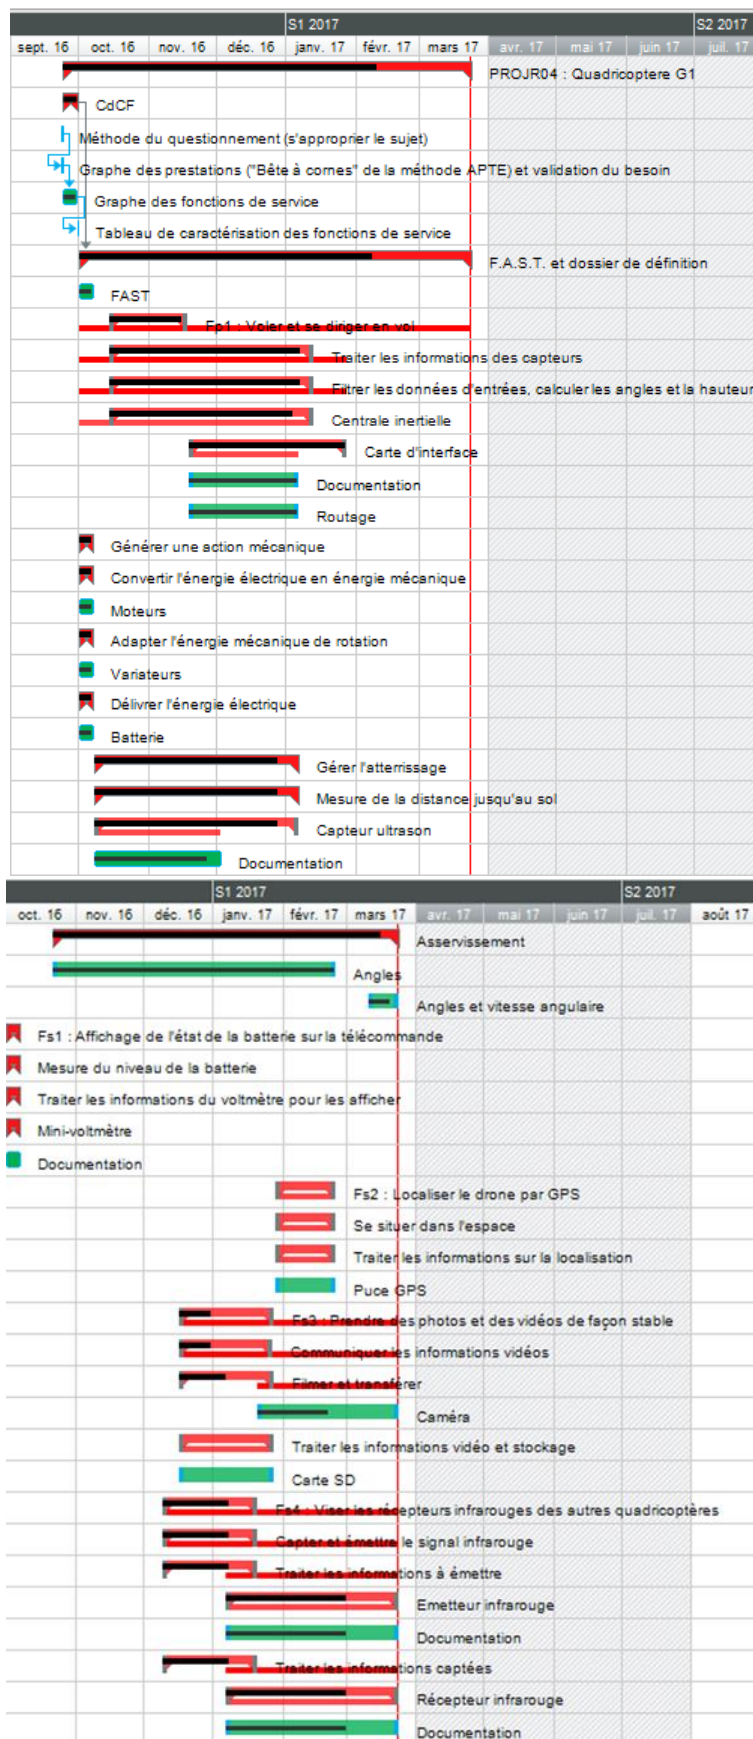 S1 2017 S2 2017
sept. 16 oct. 16 nov. 16 déc. 16 janv. 17 févr. 17 mars 17 avr. 17 mai 17 juin 17 juil. 17
PROJR04 : Quadricoptere G1
CdCF
Méthode du questionnement (s'approprier le sujet)
Graphe des prestations ("Bête à cornes" de la méthode APTE) et validation du besoin
Graphe des fonctions de service
Tableau de caractérisation des fonctions de service
F.A.S.T. et dossier de définition
FAST
Fp1 : Voler et se diriger en vol
Traiter les informations des capteurs
Filtrer les données d'entrées, calculer les angles et la hauteur
Centrale inertielle
Carte d'interface
Documentation
Routage
Générer une action mécanique
Convertir l'énergie électrique en énergie mécanique
Moteurs
Adapter l'énergie mécanique de rotation
Variateurs
Délivrer l'énergie électrique
Batterie
Gérer l'atterrissage
Mesure de la distance jusqu'au sol
Capteur ultrason
Documentation
S1 2017 S2 2017
oct. 16 nov. 16 déc. 16 janv. 17 févr. 17 mars 17 avr. 17 mai 17 juin 17 juil. 17 août 17
Asservissement
Angles
Angles et vitesse angulaire
Fs1 : Affichage de l'état de la batterie sur la télécommande
Mesure du niveau de la batterie
Traiter les informations du voltmètre pour les afficher
Mini-voltmètre
Documentation
Fs2 : Localiser le drone par GPS
Se situer dans l'espace
Traiter les informations sur la localisation
Puce GPS
Fs3 : Prendre des photos et des vidéos de façon stable
Communiquer les informations vidéos
Filmer et transférer
Caméra
Traiter les informations vidéo et stockage
Carte SD
Fs4 : Viser les récepteurs infrarouges des autres quadricoptères
Capter et émettre le signal infrarouge
Traiter les informations à émettre
Emetteur infrarouge
Documentation
Traiter les informations captées
Récepteur infrarouge
Documentation